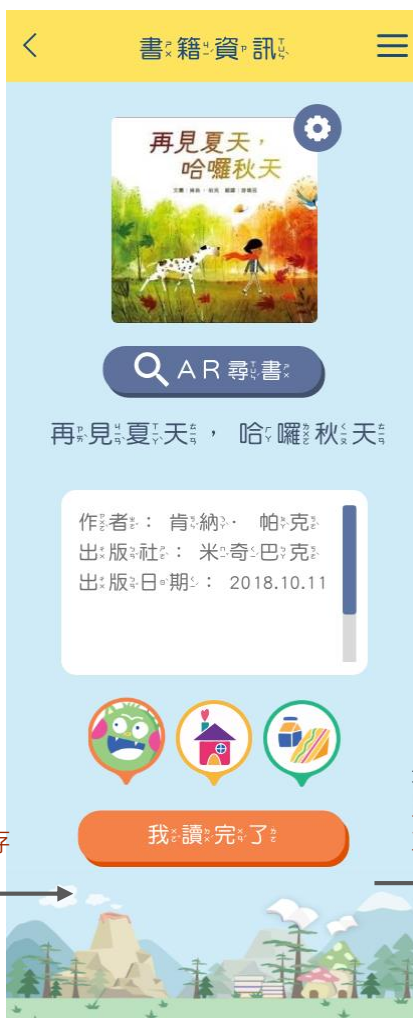 書籍資訊
再見夏天，
哈囉秋天
AR尋書
再見夏天，哈囉秋天
作者：肯納．帕克
出版社：米奇巴克
出版日期：2018.10.11
我讀完了
存